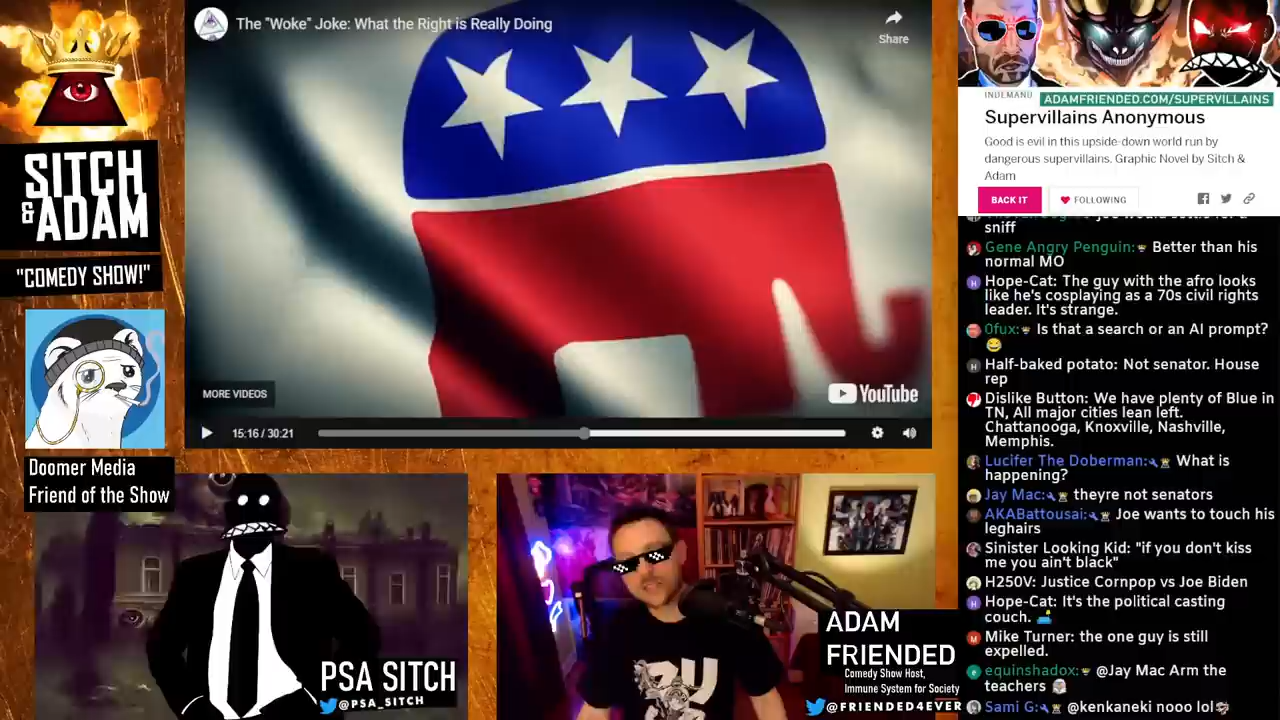 SITCH
& ADAM
"COMEDY SHOW!"
Doomer Media
Friend of the Show
The "Woke" Joke: What the Right is Really Doing
Share
MORE VIDEOS
YouTube
15:16 / 30:21
PSA SITCH
@PSA_SITCH
ADAM
FRIENDED
Comedy Show Host,
Immune System for Society
@FRIENDED4EVER
INDEMAND
ADAMFRIENDED.COM/SUPERVILLAINS
Supervillains Anonymous
Good is evil in this upside-down world run by
dangerous supervillains. Graphic Novel by Sitch &
Adam
BACK IT
FOLLOWING
sniff
Gene Angry Penguin: Better than his
normal MO
Hope-Cat: The guy with the afro looks
like he's cosplaying as a 70s civil rights
leader. It's strange.
0fux: Is that a search or an AI prompt?
Half-baked potato: Not senator. House
rep
Dislike Button: We have plenty of Blue in
TN, All major cities lean left.
Chattanooga, Knoxville, Nashville,
Memphis.
Lucifer The Doberman: What is
happening?
Jay Mac: theyre not senators
AKABattousai: Joe wants to touch his
leghairs
Sinister Looking Kid: "if you don't kiss
me you ain't black"
H250V: Justice Cornpop vs Joe Biden
Hope-Cat: It's the political casting
couch.
Mike Turner: the one guy is still
expelled.
equinshadox: @Jay Mac Arm the
teachers
Sami G: @kenkaneki nooo lol